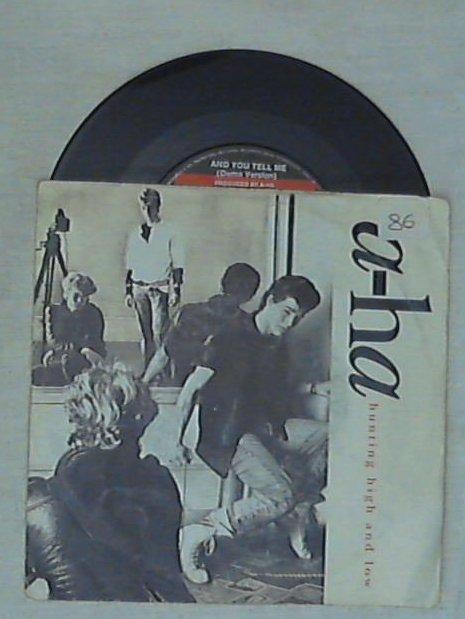 AND YOU TELL ME
(Demo Version)
PRODUCED BY A-HA
86
a-ha
hunting high and low